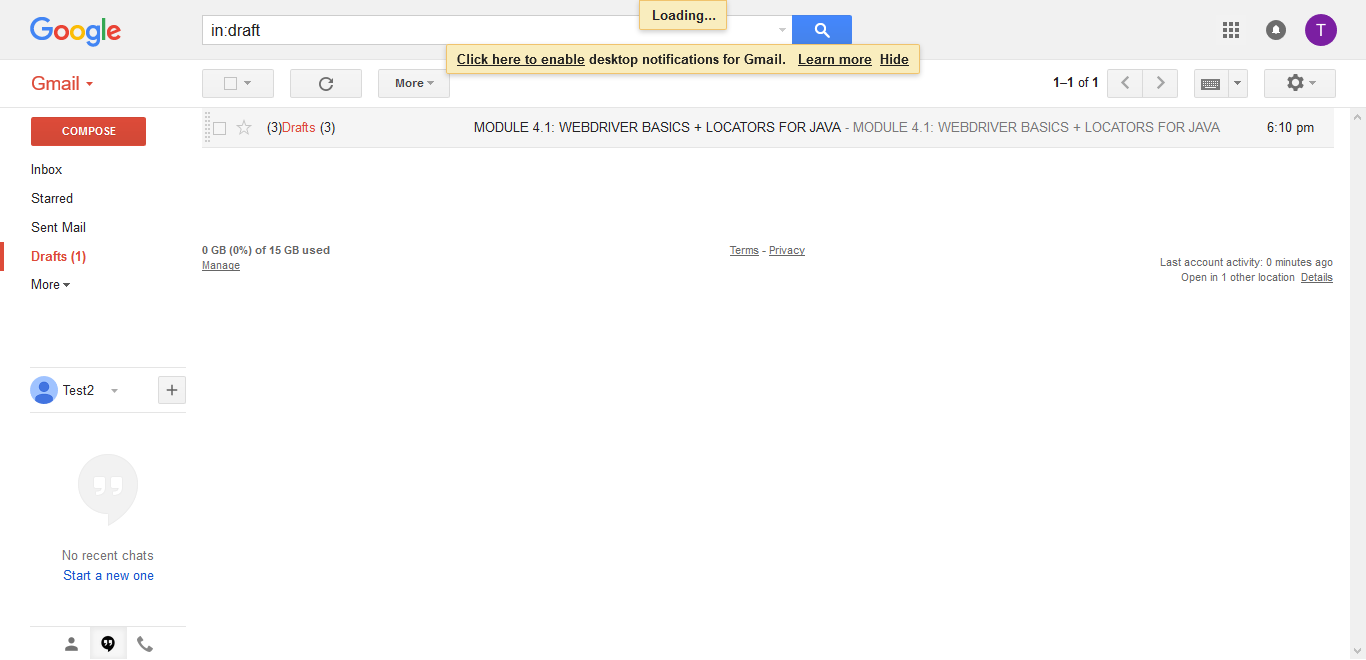 Google
in:draft
Loading...
T
Click here to enable desktop notifications for Gmail. Learn more Hide
Gmail
More
1–1 of 1
COMPOSE
(3)Drafts (3) MODULE 4.1: WEBDRIVER BASICS + LOCATORS FOR JAVA - MODULE 4.1: WEBDRIVER BASICS + LOCATORS FOR JAVA 6:10 pm
Inbox
Starred
Sent Mail
Drafts (1)
More
0 GB (0%) of 15 GB used
Manage
Terms - Privacy
Last account activity: 0 minutes ago
Open in 1 other location Details
Test2
No recent chats
Start a new one